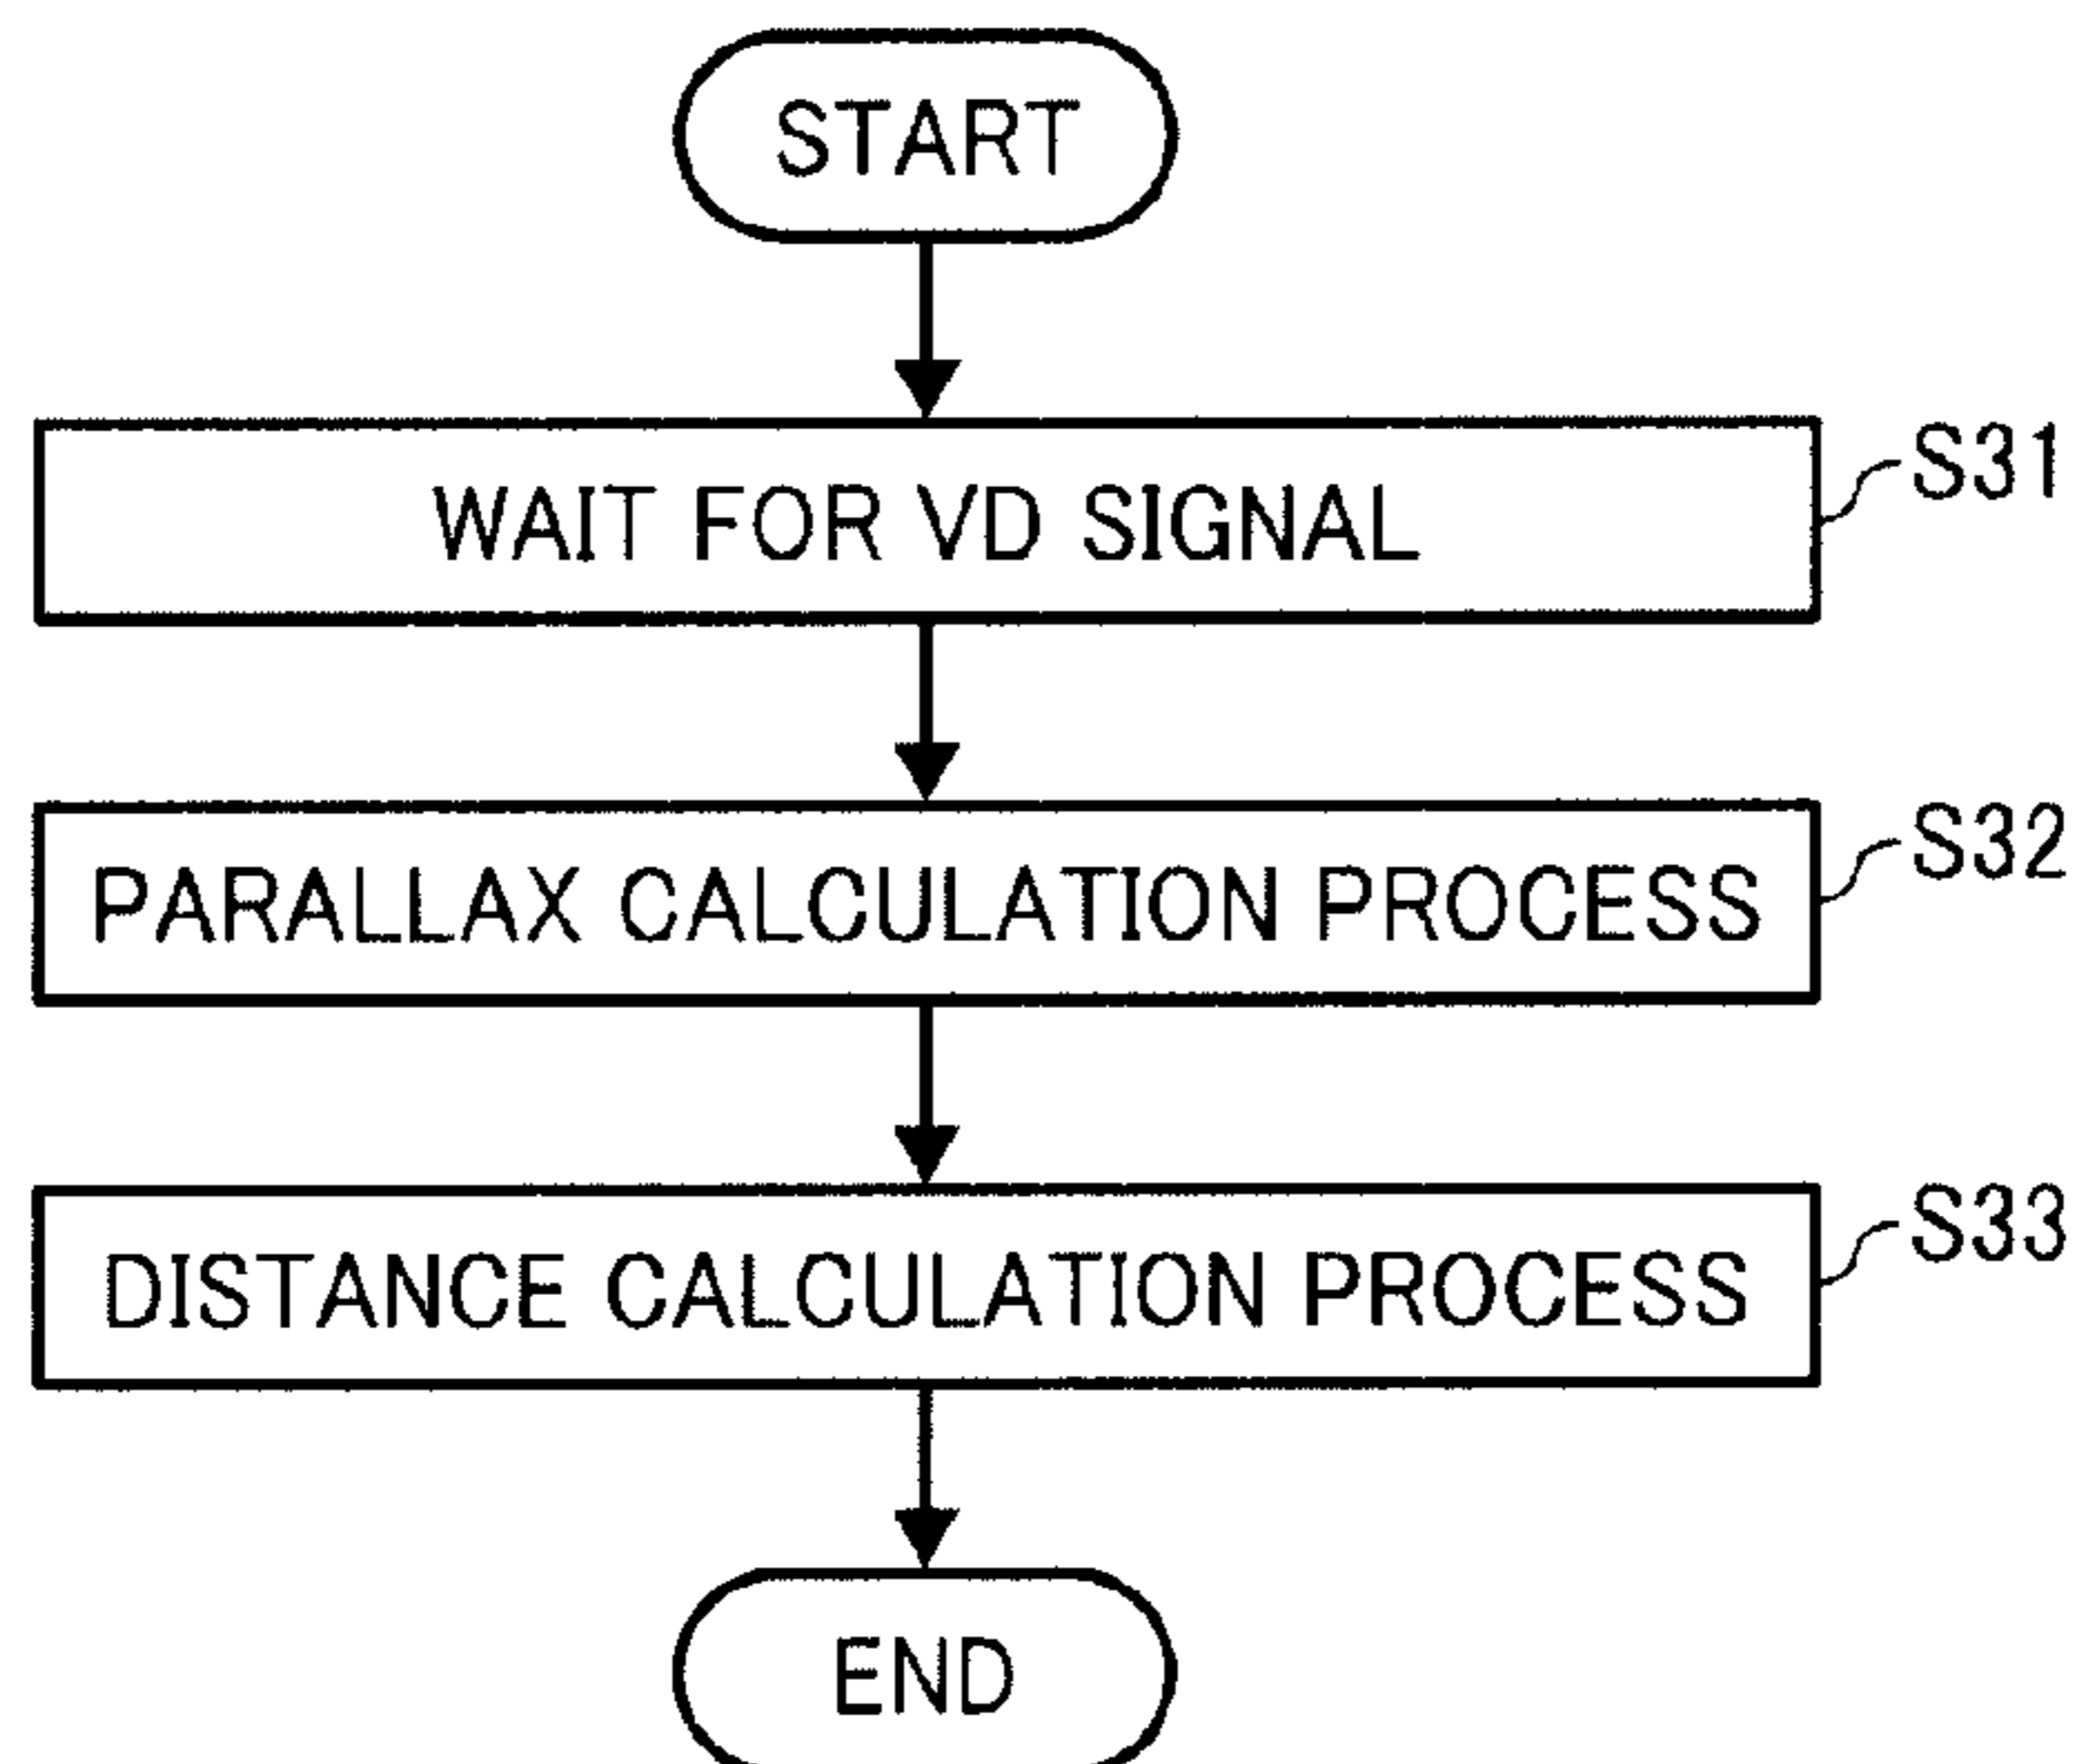 START
WAIT FOR VD SIGNAL
S31
PARALLAX CALCULATION PROCESS
S32
DISTANCE CALCULATION PROCESS
S33
END